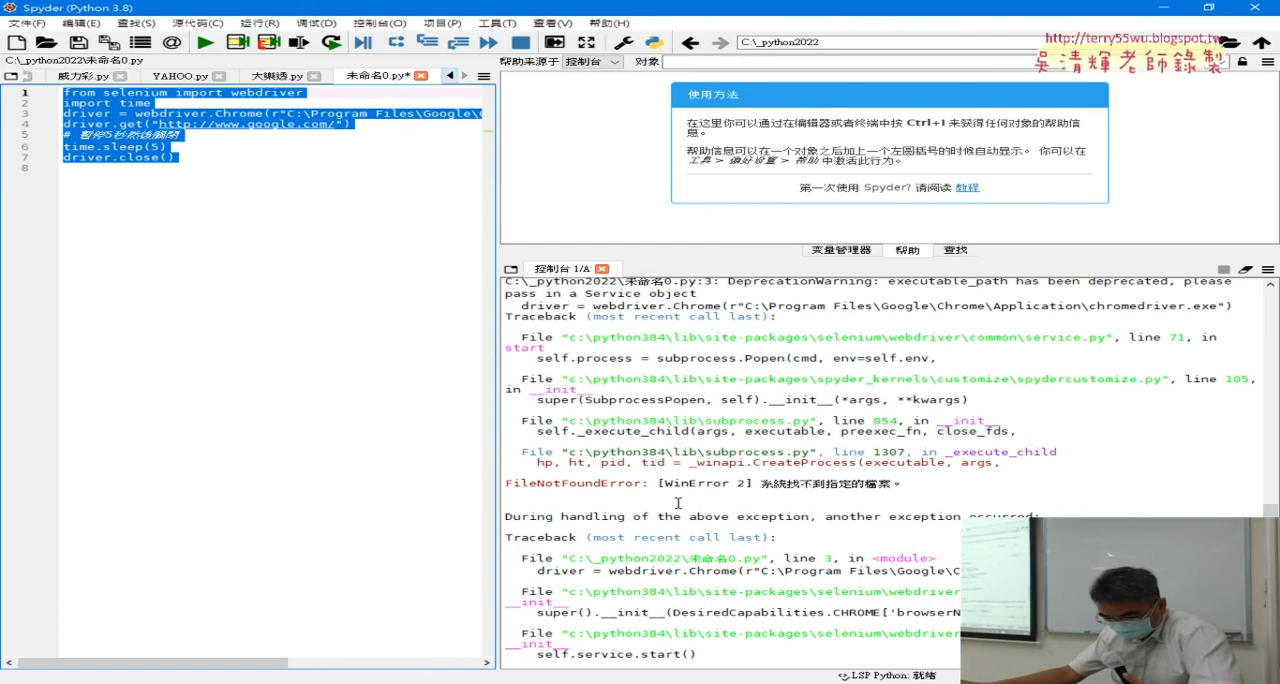 Spyder (Python 3.8)
文件(F) 编辑(E) 查找(S) 源代码(C) 运行(R) 调试(D) 控制台(O) 项目(P) 工具(T) 查看(V) 帮助(H)
C:\_python2022
http://terry55wu.blogspot.tw
吳清輝老師錄製
C:\_python2022\未命名0.py
威力彩.py YAHOO.py 大樂透.py 未命名0.py*
帮助来源于 控制台 对象
1 from selenium import webdriver
2 import time
3 driver = webdriver.Chrome(r"C:\Program Files\Google\C
4 driver.get("http://www.google.com/")
5 # 暫停5秒然後關閉
6 time.sleep(5)
7 driver.close()
8
使用方法
在这里你可以通过在编辑器或者终端中按 Ctrl+I 来获得任何对象的帮助信
息。
帮助信息可以在一个对象之后加上一个左圆括号的时候自动显示。 你可以在
工具 > 偏好设置 > 帮助 中激活此行为。
第一次使用 Spyder? 请阅读 教程
变量管理器 帮助 查找
控制台 1/A
C:\_python2022\未命名0.py:3: DeprecationWarning: executable_path has been deprecated, please
pass in a Service object
driver = webdriver.Chrome(r"C:\Program Files\Google\Chrome\Application\chromedriver.exe")
Traceback (most recent call last):
File "c:\python384\lib\site-packages\selenium\webdriver\common\service.py", line 71, in
start
self.process = subprocess.Popen(cmd, env=self.env,
File "c:\python384\lib\site-packages\spyder_kernels\customize\spydercustomize.py", line 105,
in __init__
super(SubprocessPopen, self).__init__(*args, **kwargs)
File "c:\python384\lib\subprocess.py", line 854, in __init__
self._execute_child(args, executable, preexec_fn, close_fds,
File "c:\python384\lib\subprocess.py", line 1307, in _execute_child
hp, ht, pid, tid = _winapi.CreateProcess(executable, args,
FileNotFoundError: [WinError 2] 系統找不到指定的檔案。
During handling of the above exception, another exception occurred:
Traceback (most recent call last):
File "C:\_python2022\未命名0.py", line 3, in <module>
driver = webdriver.Chrome(r"C:\Program Files\Google\C
File "c:\python384\lib\site-packages\selenium\webdriver
__init__
super().__init__(DesiredCapabilities.CHROME['browserN
File "c:\python384\lib\site-packages\selenium\webdriver
__init__
self.service.start()
LSP Python: 就绪